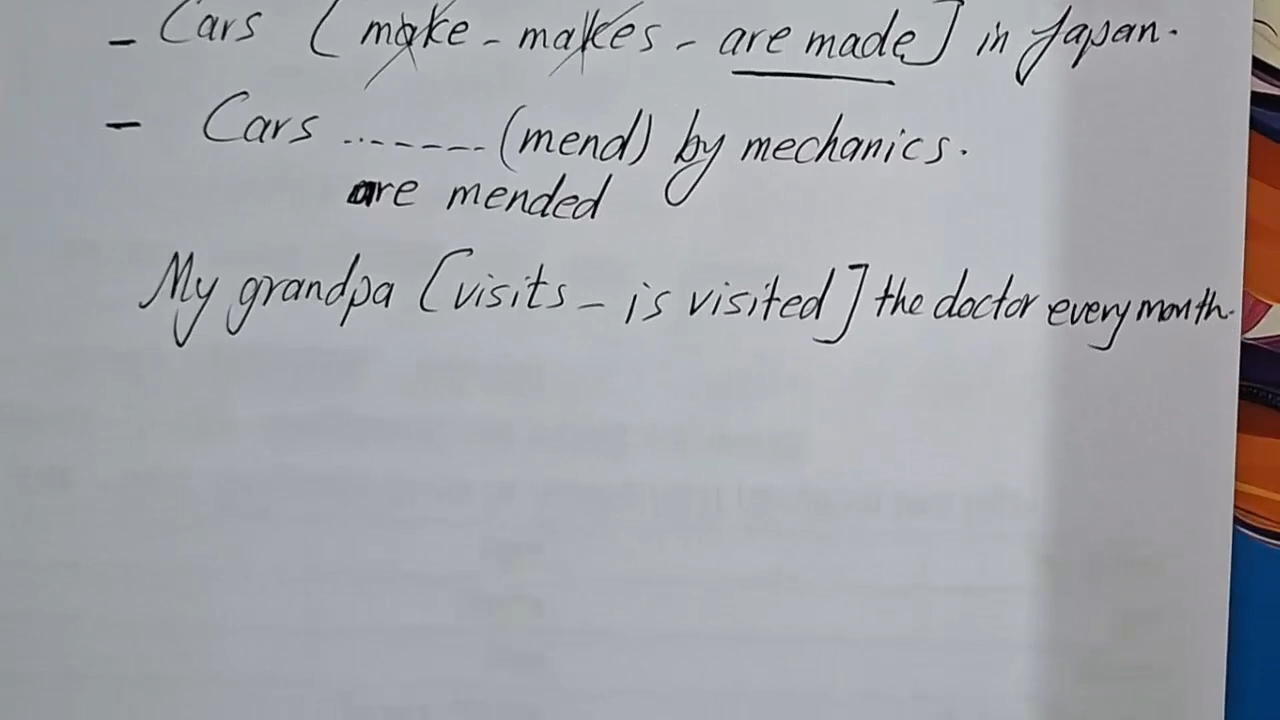 - Cars [make - makes - are made] in Japan.
- Cars ....... (mend) by mechanics.
are mended
My grandpa [visits - is visited] the doctor every month.